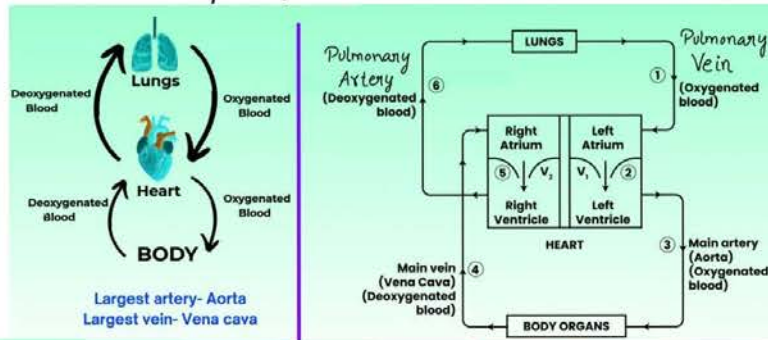 Lungs
Deoxygenated
Blood
Oxygenated
Blood
Heart
Deoxygenated
Blood
Oxygenated
Blood
BODY
Largest artery- Aorta
Largest vein- Vena cava
LUNGS
Pulmonary
Artery
(Deoxygenated
blood)
6
Pulmonary
Vein
1
(Oxygenated
blood)
Right
Atrium
Left
Atrium
5
V2
V1
2
Right
Ventricle
Left
Ventricle
HEART
3
Main artery
(Aorta)
(Oxygenated
blood)
Main vein
(Vena Cava)
(Deoxygenated
blood)
4
BODY ORGANS